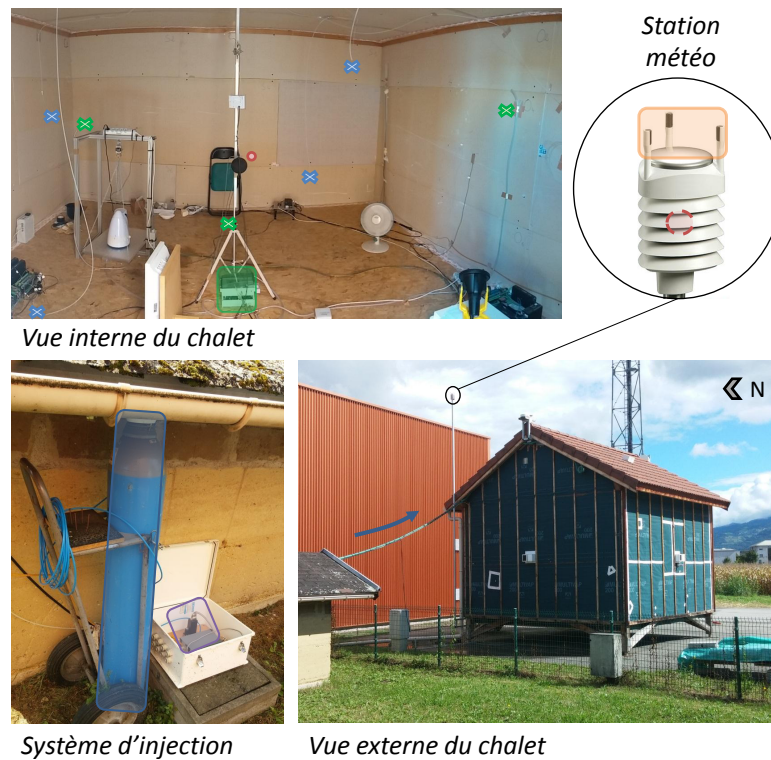 Station
météo
Vue interne du chalet
N
Système d'injection
Vue externe du chalet